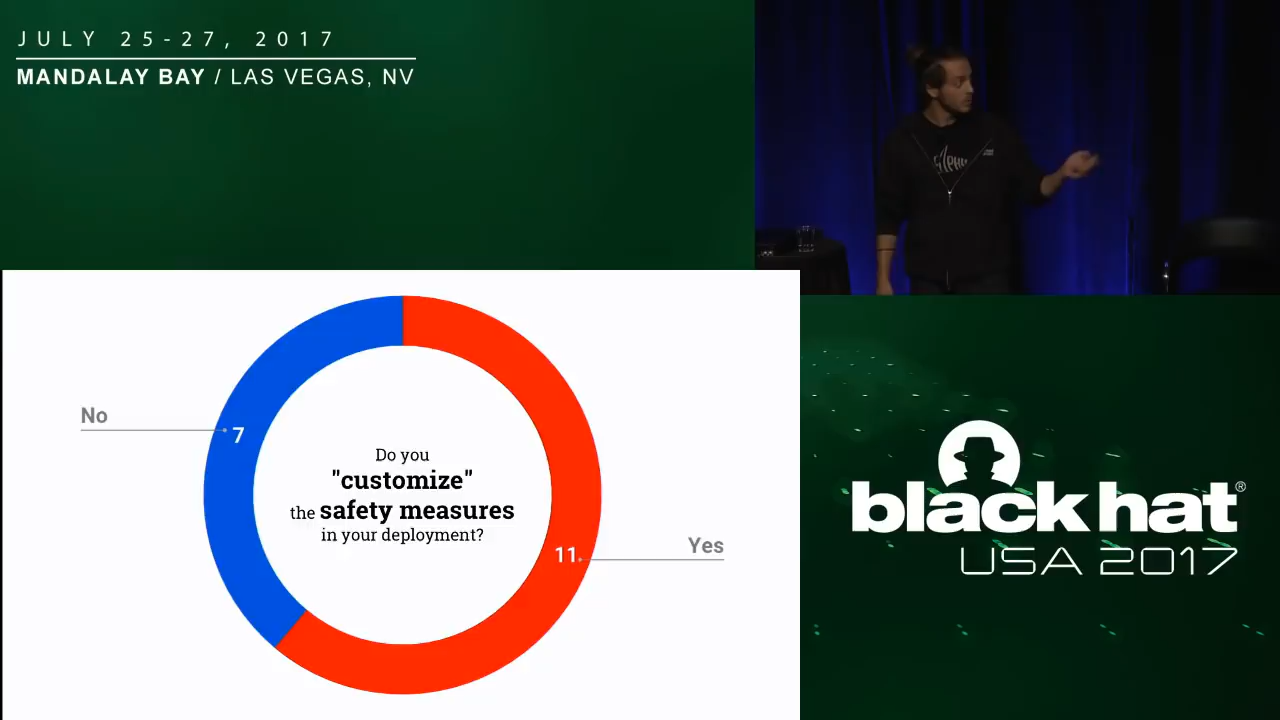 JULY 25-27, 2017
MANDALAY BAY / LAS VEGAS, NV
No
7
Do you
"customize"
the safety measures
in your deployment?
11
Yes
black hat®
USA 2017